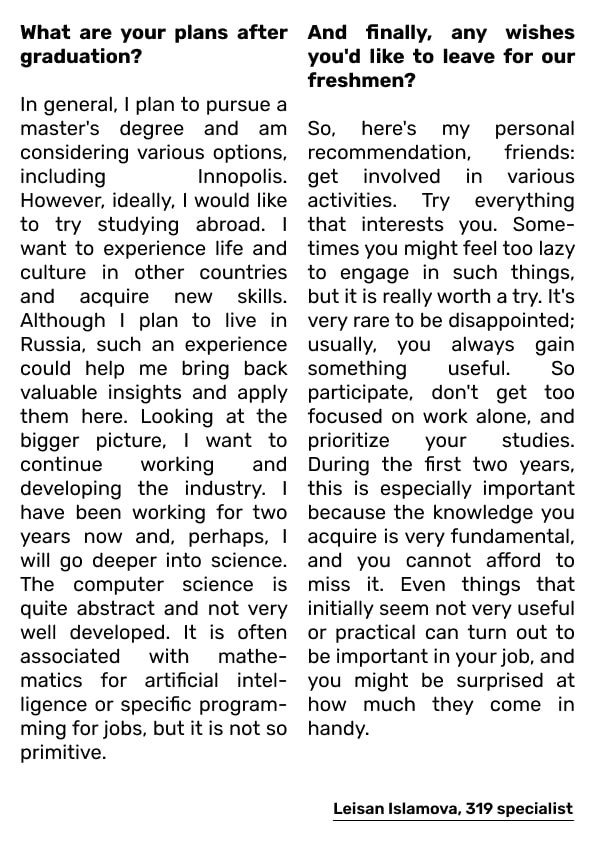 What are your plans after
graduation?
In general, I plan to pursue a
master's degree and am
considering various options,
including Innopolis.
However, ideally, I would like
to try studying abroad. I
want to experience life and
culture in other countries
and acquire new skills.
Although I plan to live in
Russia, such an experience
could help me bring back
valuable insights and apply
them here. Looking at the
bigger picture, I want to
continue working and
developing the industry. I
have been working for two
years now and, perhaps, I
will go deeper into science.
The computer science is
quite abstract and not very
well developed. It is often
associated with mathe-
matics for artificial intel-
ligence or specific program-
ming for jobs, but it is not so
primitive.
And finally, any wishes
you'd like to leave for our
freshmen?
So, here's my personal
recommendation, friends:
get involved in various
activities. Try everything
that interests you. Some-
times you might feel too lazy
to engage in such things,
but it is really worth a try. It's
very rare to be disappointed;
usually, you always gain
something useful. So
participate, don't get too
focused on work alone, and
prioritize your studies.
During the first two years,
this is especially important
because the knowledge you
acquire is very fundamental,
and you cannot afford to
miss it. Even things that
initially seem not very useful
or practical can turn out to
be important in your job, and
you might be surprised at
how much they come in
handy.
Leisan Islamova, 319 specialist